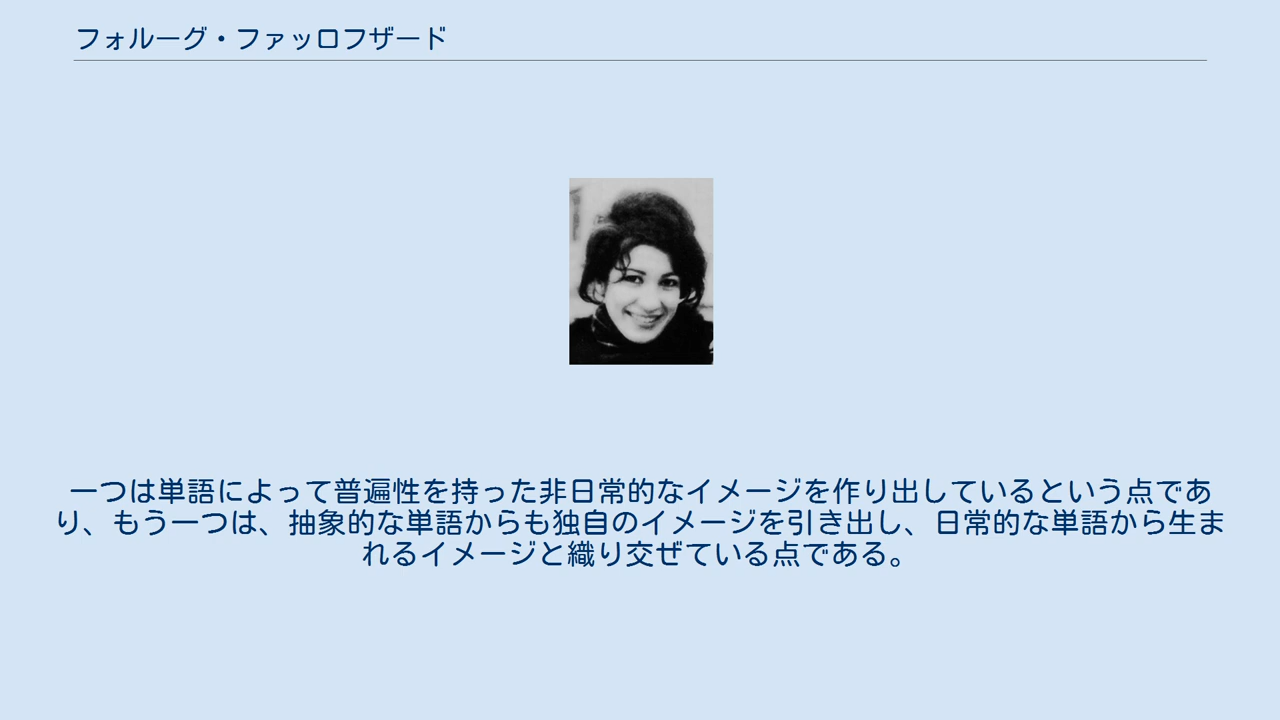 フォルーグ・ファッロフザード
一つは単語によって普遍性を持った非日常的なイメージを作り出しているという点であ
り、もう一つは、抽象的な単語からも独自のイメージを引き出し、日常的な単語から生ま
れるイメージと織り交ぜている点である。